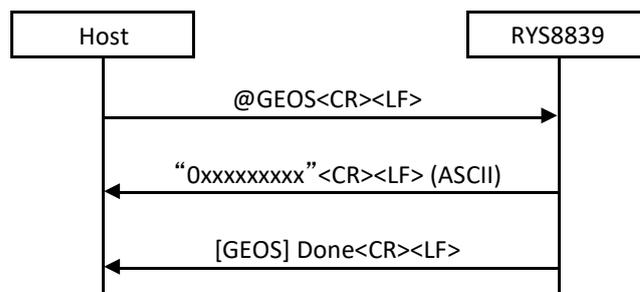 Host
RYS8839
@GEOS<CR><LF>
“0xxxxxxxxx”<CR><LF> (ASCII)
[GEOS] Done<CR><LF>